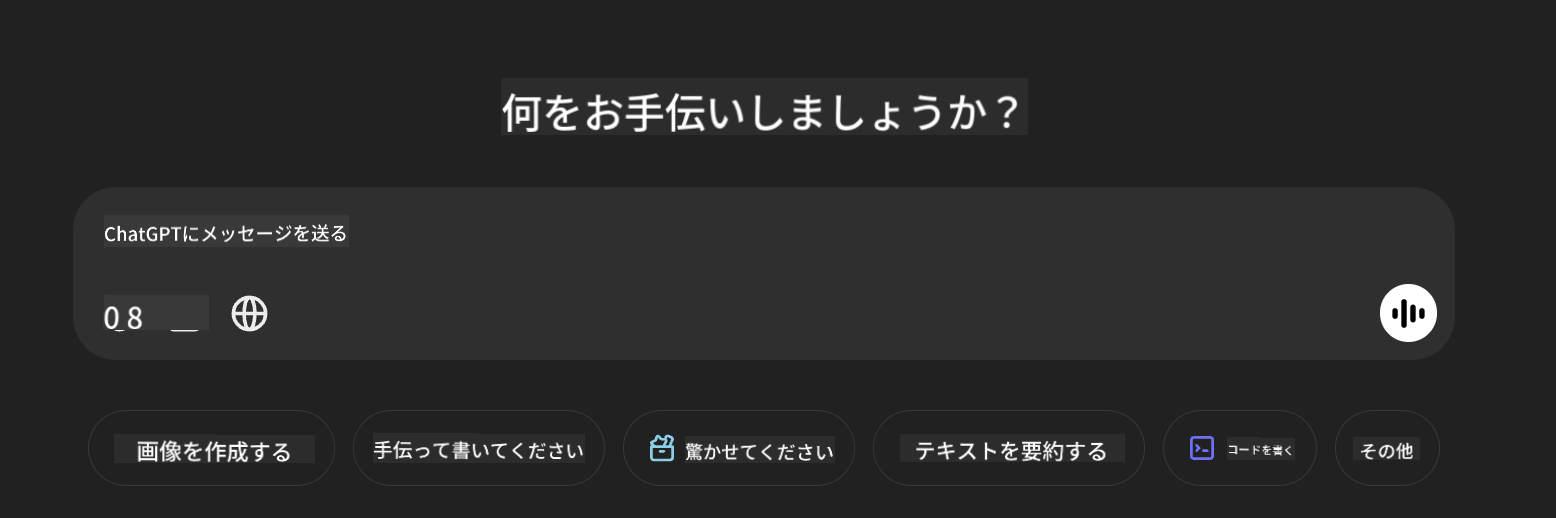 何をお手伝いしましょうか？
ChatGPTにメッセージを送る
0 8
画像を作成する
手伝って書いてください
驚かせてください
テキストを要約する
コードを書く
その他